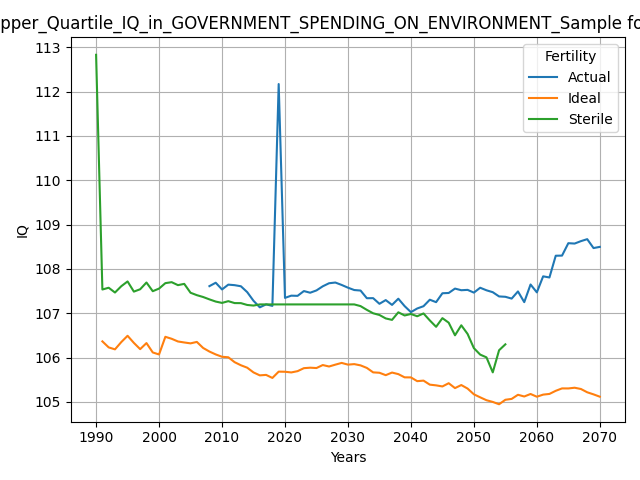 pper_Quartile_IQ_in_GOVERNMENT_SPENDING_ON_ENVIRONMENT_Sample fo
113
112
111
110
109
108
107
106
105
IQ
Fertility
Actual
Ideal
Sterile
1990 2000 2010 2020 2030 2040 2050 2060 2070
Years